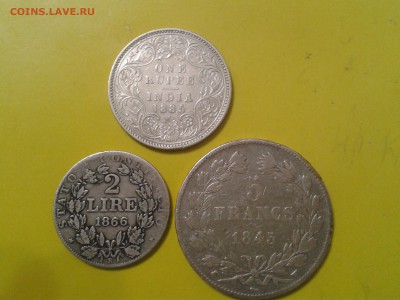 COINS.LAVE.RU
ONE
RUPEE
INDIA
STATO
2
LIRE
1866
5
FRANCS
1845